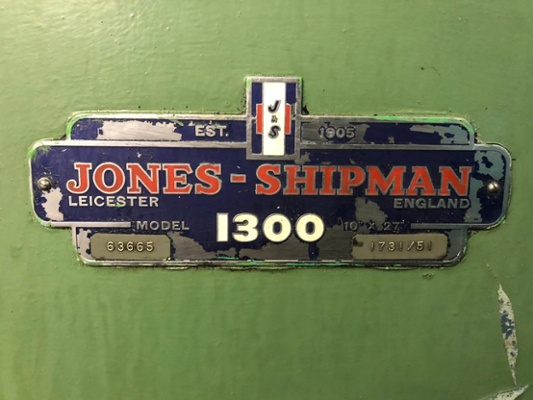 J&S
EST. 1905
JONES-SHIPMAN
LEICESTER ENGLAND
MODEL 1300 10" X 27"
63665 1731/51